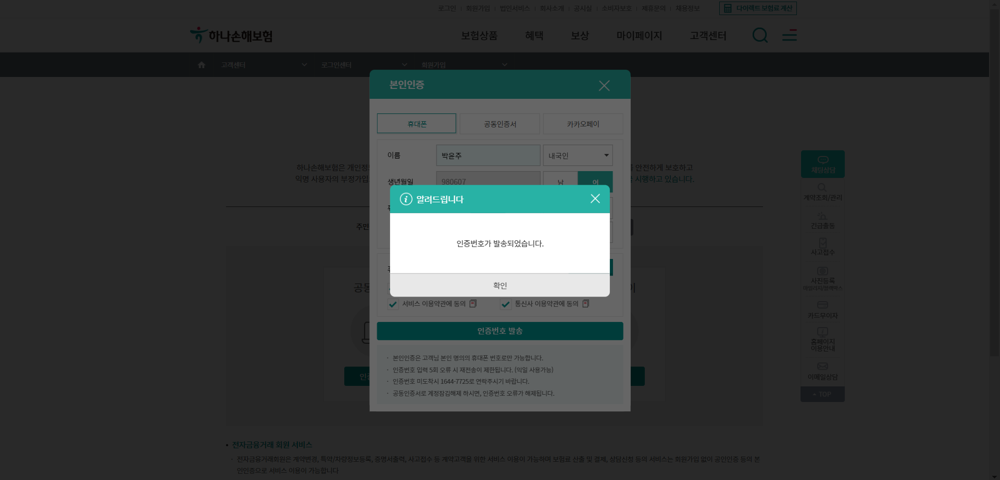 로그인 회원가입 법인서비스 회사소개 공시실 소비자보호 제휴문의 채용정보 다이렉트 보험료 계산
하나손해보험 보험상품 혜택 보상 마이페이지 고객센터
고객센터 로그인센터 회원가입
본인인증
휴대폰 공동인증서 카카오페이
이름 박윤주 내국인
하나손해보험은 개인정 안전하게 보호하고
익명 사용자의 부정가입 시행하고 있습니다.
생년월일 980607 남 여
알려드립니다
인증번호가 발송되었습니다.
확인
주민
공동
서비스 이용약관에 동의 통신사 이용약관에 동의
인증번호 발송
본인인증은 고객님 본인 명의의 휴대폰 번호로만 가능합니다.
인증번호 입력 5회 오류 시 재전송이 제한됩니다. (익일 사용가능)
인증번호 미도착시 1644-7725로 연락주시기 바랍니다.
공동인증서로 계정잠김해제 하시면, 인증번호 오류가 해제됩니다.
채팅상담
계약조회/관리
긴급출동
사고접수
사진등록
마일리지/블랙박스
카드무이자
홈페이지
이용안내
이메일상담
TOP
전자금융거래 회원 서비스
전자금융거래회원은 계약변경, 특약/차량정보등록, 증명서출력, 사고접수 등 계약고객을 위한 서비스 이용이 가능하며 보험료 산출 및 결제, 상담신청 등의 서비스는 회원가입 없이 공인인증 등의 본
인인증으로 서비스 이용이 가능합니다